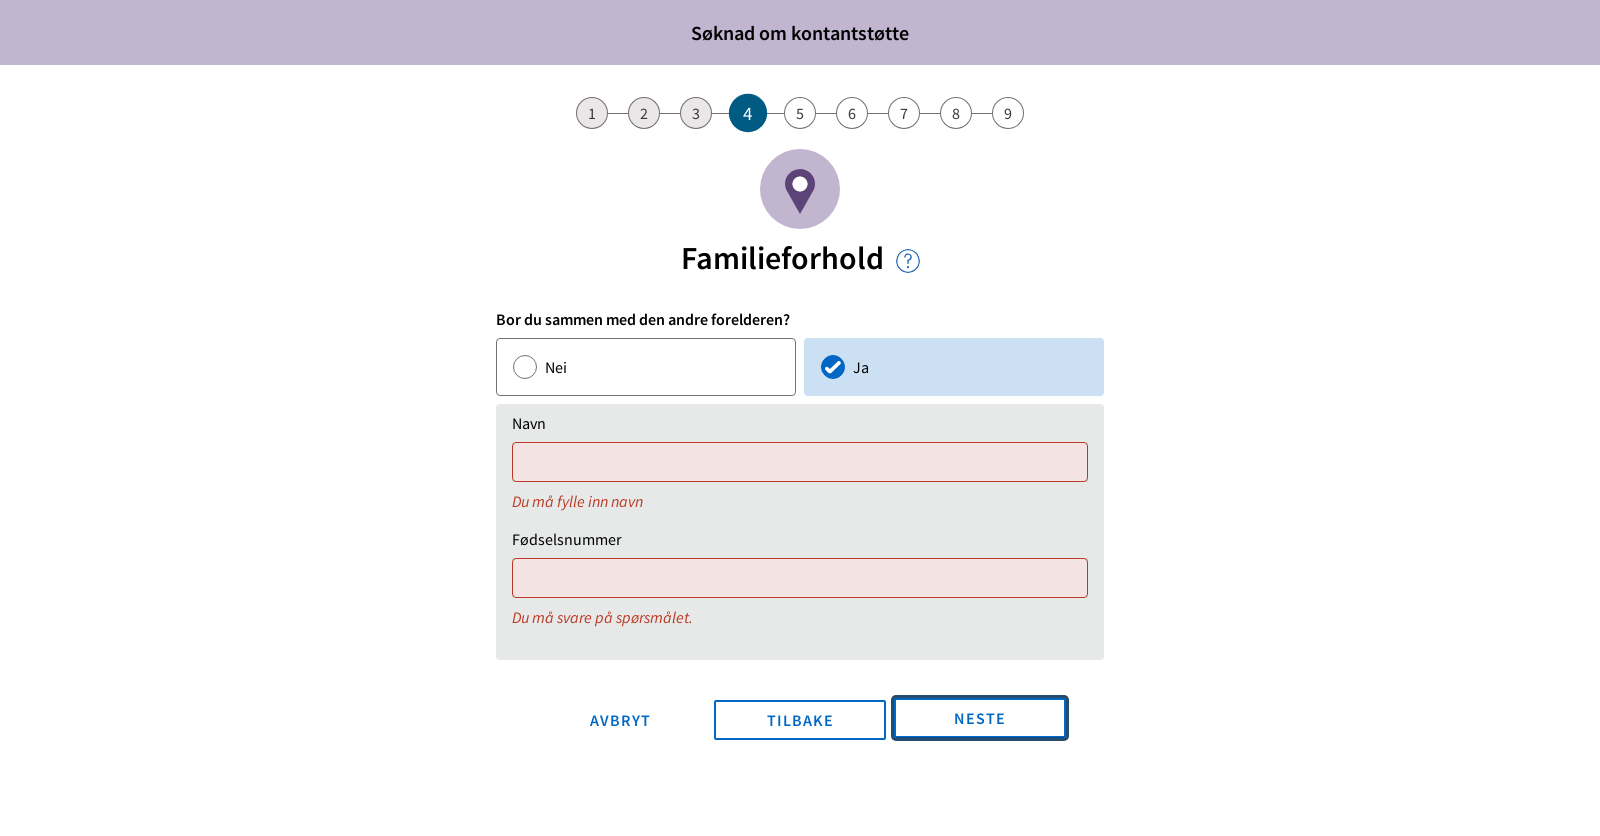 Søknad om kontantstøtte
1 2 3 4 5 6 7 8 9
Familieforhold ?
Bor du sammen med den andre forelderen?
Nei Ja
Navn
Du må fylle inn navn
Fødselsnummer
Du må svare på spørsmålet.
AVBRYT TILBAKE NESTE